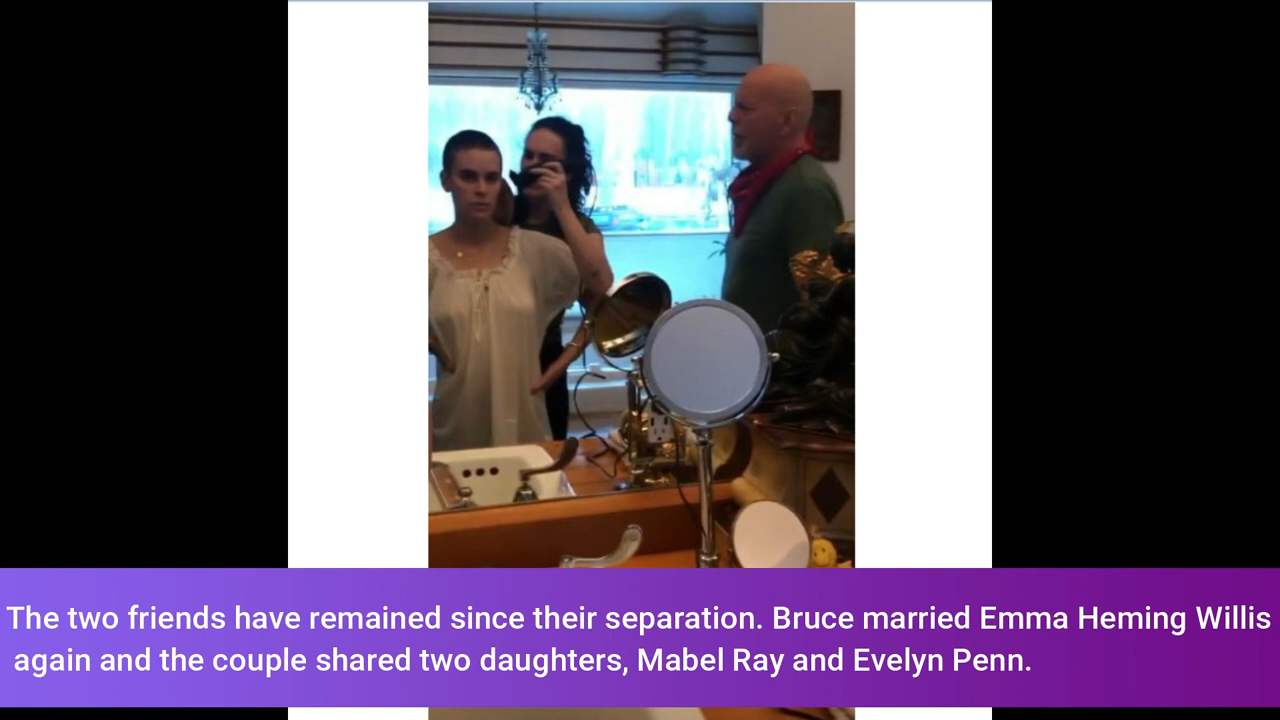 The two friends have remained since their separation. Bruce married Emma Heming Willis
again and the couple shared two daughters, Mabel Ray and Evelyn Penn.